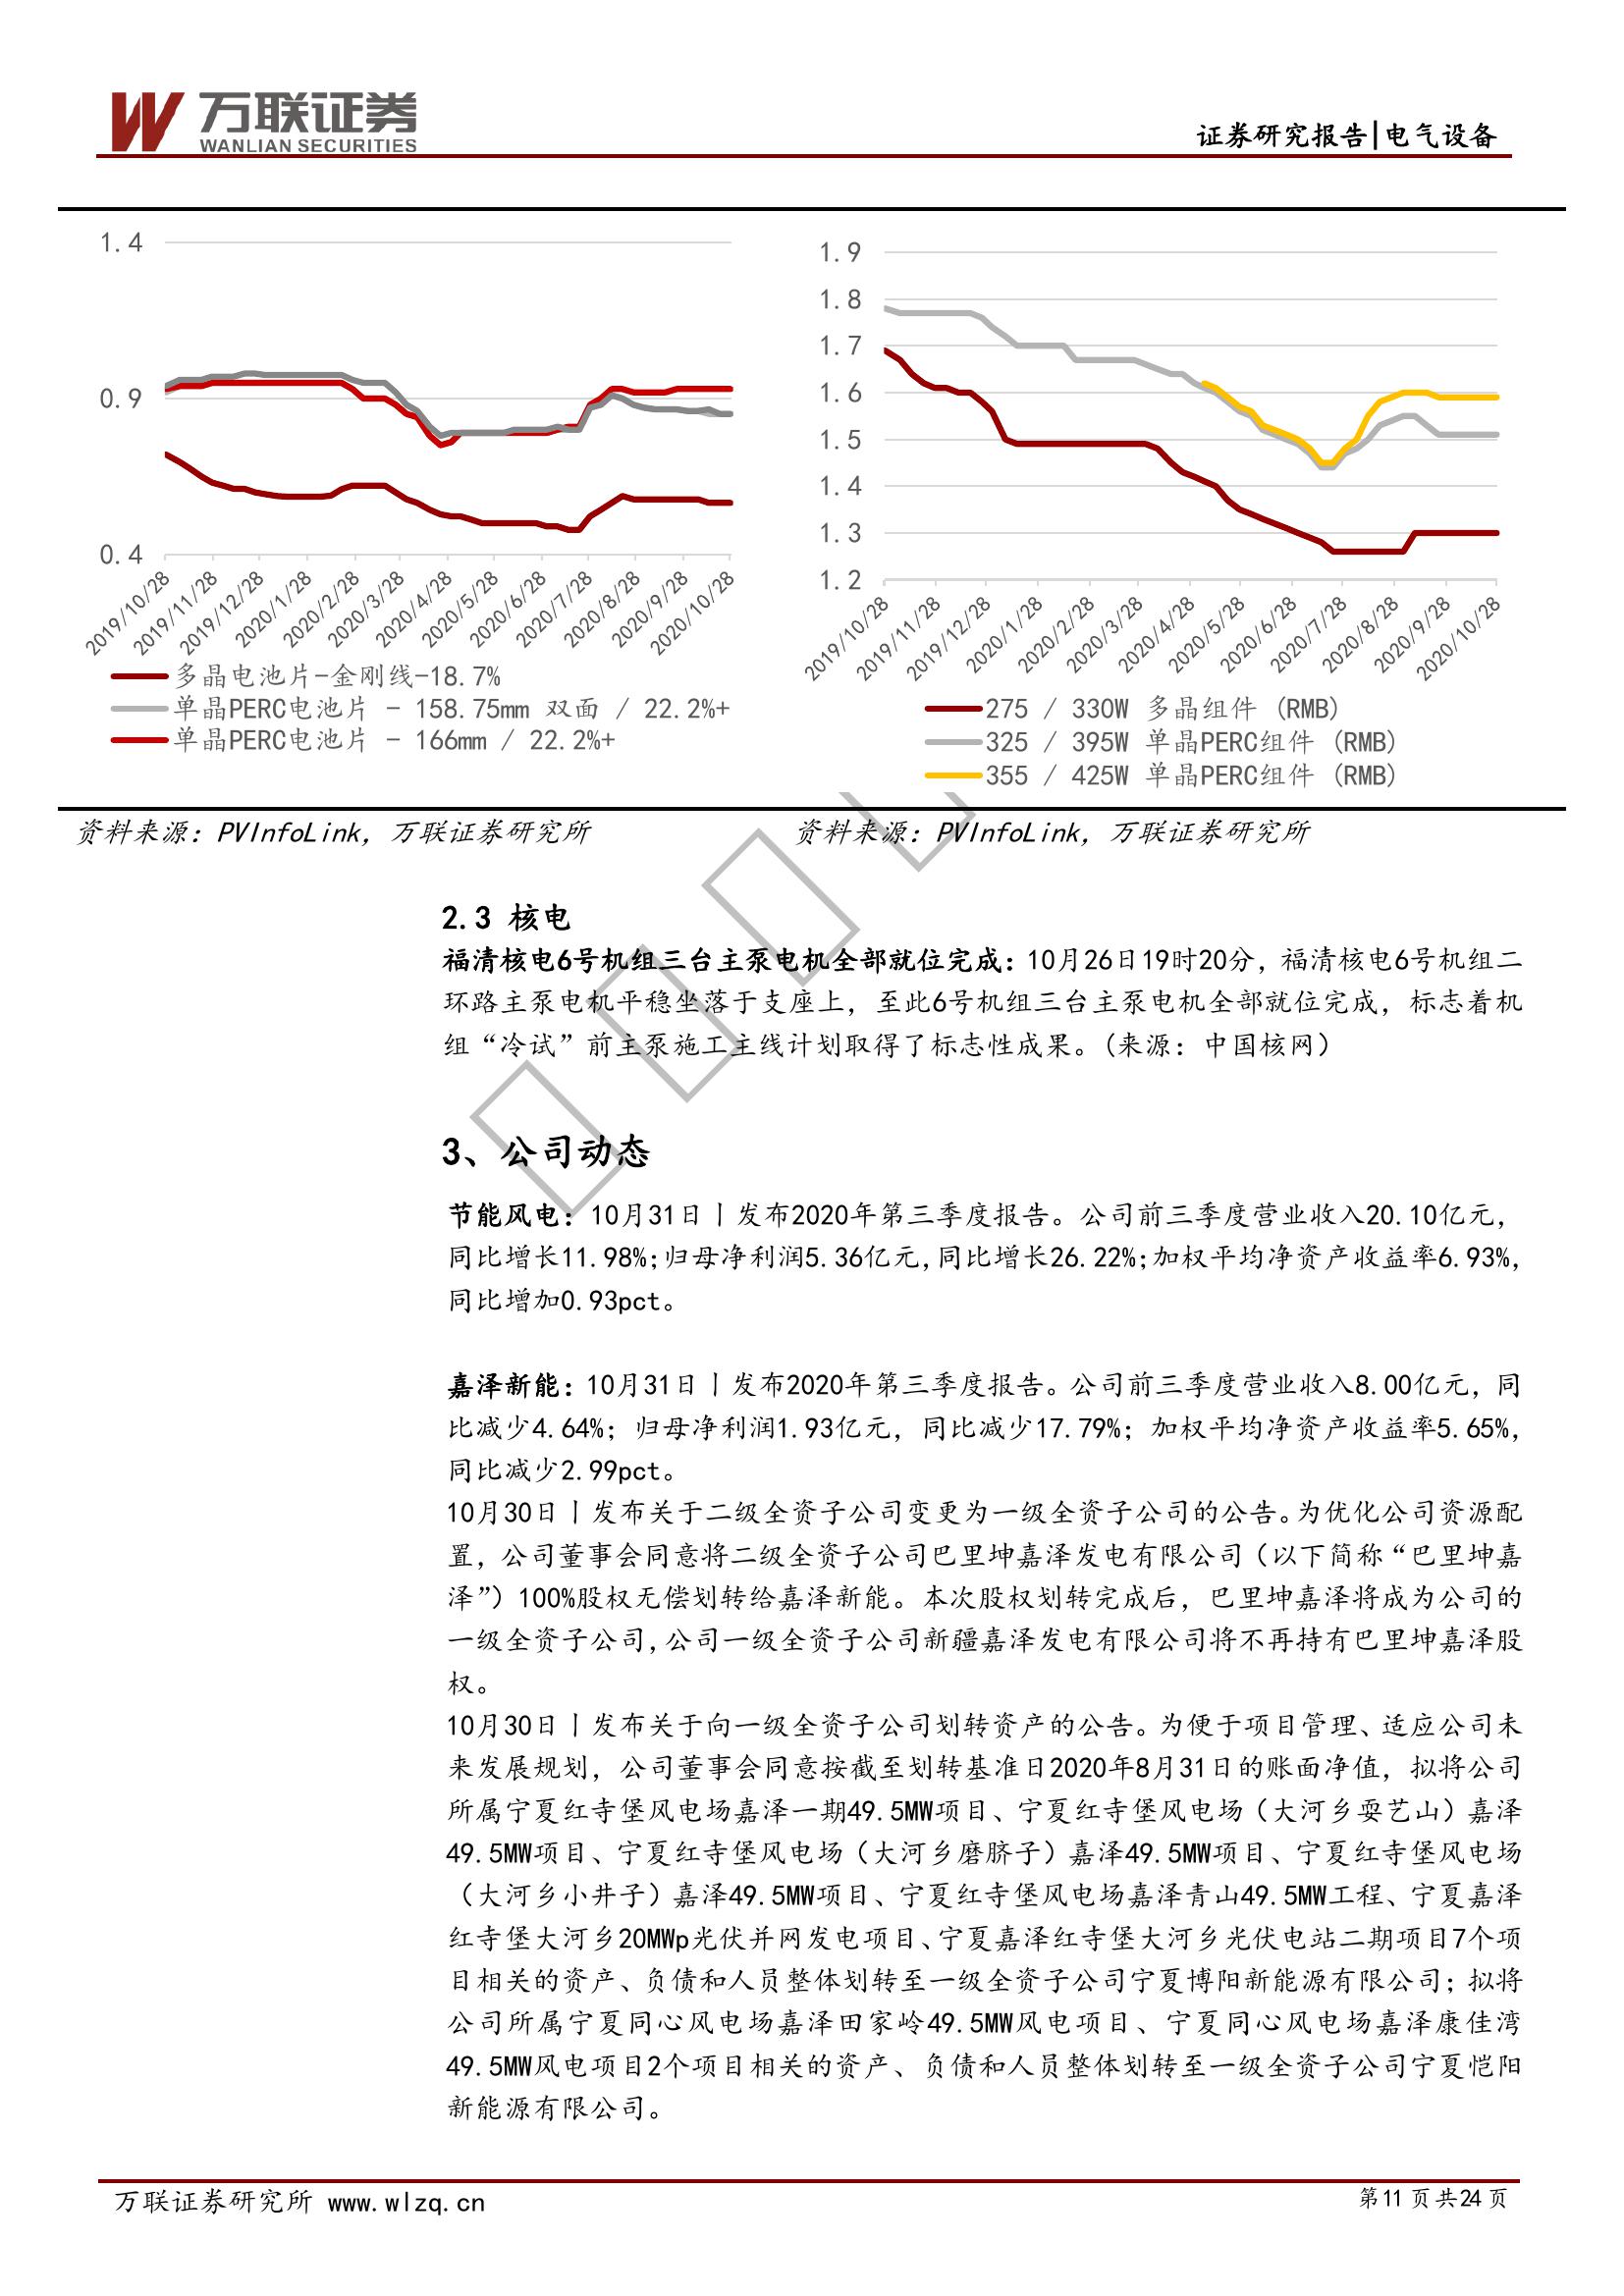 万联证券
WANLIAN SECURITIES
证券研究报告|电气设备
1.4
0.9
0.4
2019/10/28
2019/11/28
2019/12/28
2020/1/28
2020/2/28
2020/3/28
2020/4/28
2020/5/28
2020/6/28
2020/7/28
2020/8/28
2020/9/28
2020/10/28
多晶电池片-金刚线-18.7%
单晶PERC电池片 - 158.75mm 双面 / 22.2%+
单晶PERC电池片 - 166mm / 22.2%+
1.9
1.8
1.7
1.6
1.5
1.4
1.3
1.2
2019/10/28
2019/11/28
2019/12/28
2020/1/28
2020/2/28
2020/3/28
2020/4/28
2020/5/28
2020/6/28
2020/7/28
2020/8/28
2020/9/28
2020/10/28
275 / 330W 多晶组件 (RMB)
325 / 395W 单晶PERC组件 (RMB)
355 / 425W 单晶PERC组件 (RMB)
资料来源：PVInfoLink，万联证券研究所
资料来源：PVInfoLink，万联证券研究所
2.3 核电
福清核电6号机组三台主泵电机全部就位完成：10月26日19时20分，福清核电6号机组二
环路主泵电机平稳坐落于支座上，至此6号机组三台主泵电机全部就位完成，标志着机
组“冷试”前主泵施工主线计划取得了标志性成果。（来源：中国核网）
3、公司动态
节能风电：10月31日丨发布2020年第三季度报告。公司前三季度营业收入20.10亿元，
同比增长11.98%；归母净利润5.36亿元，同比增长26.22%；加权平均净资产收益率6.93%，
同比增加0.93pct。
嘉泽新能：10月31日丨发布2020年第三季度报告。公司前三季度营业收入8.00亿元，同
比减少4.64%；归母净利润1.93亿元，同比减少17.79%；加权平均净资产收益率5.65%，
同比减少2.99pct。
10月30日丨发布关于二级全资子公司变更为一级全资子公司的公告。为优化公司资源配
置，公司董事会同意将二级全资子公司巴里坤嘉泽发电有限公司（以下简称“巴里坤嘉
泽”）100%股权无偿划转给嘉泽新能。本次股权划转完成后，巴里坤嘉泽将成为公司的
一级全资子公司，公司一级全资子公司新疆嘉泽发电有限公司将不再持有巴里坤嘉泽股
权。
10月30日丨发布关于向一级全资子公司划转资产的公告。为便于项目管理、适应公司未
来发展规划，公司董事会同意按截至划转基准日2020年8月31日的账面净值，拟将公司
所属宁夏红寺堡风电场嘉泽一期49.5MW项目、宁夏红寺堡风电场（大河乡耍艺山）嘉泽
49.5MW项目、宁夏红寺堡风电场（大河乡磨脐子）嘉泽49.5MW项目、宁夏红寺堡风电场
（大河乡小井子）嘉泽49.5MW项目、宁夏红寺堡风电场嘉泽青山49.5MW工程、宁夏嘉泽
红寺堡大河乡20MWp光伏并网发电项目、宁夏嘉泽红寺堡大河乡光伏电站二期项目7个项
目相关的资产、负债和人员整体划转至一级全资子公司宁夏博阳新能源有限公司；拟将
公司所属宁夏同心风电场嘉泽田家岭49.5MW风电项目、宁夏同心风电场嘉泽康佳湾
49.5MW风电项目2个项目相关的资产、负债和人员整体划转至一级全资子公司宁夏恺阳
新能源有限公司。
万联证券研究所 www.wlzq.cn
第11 页 共24 页